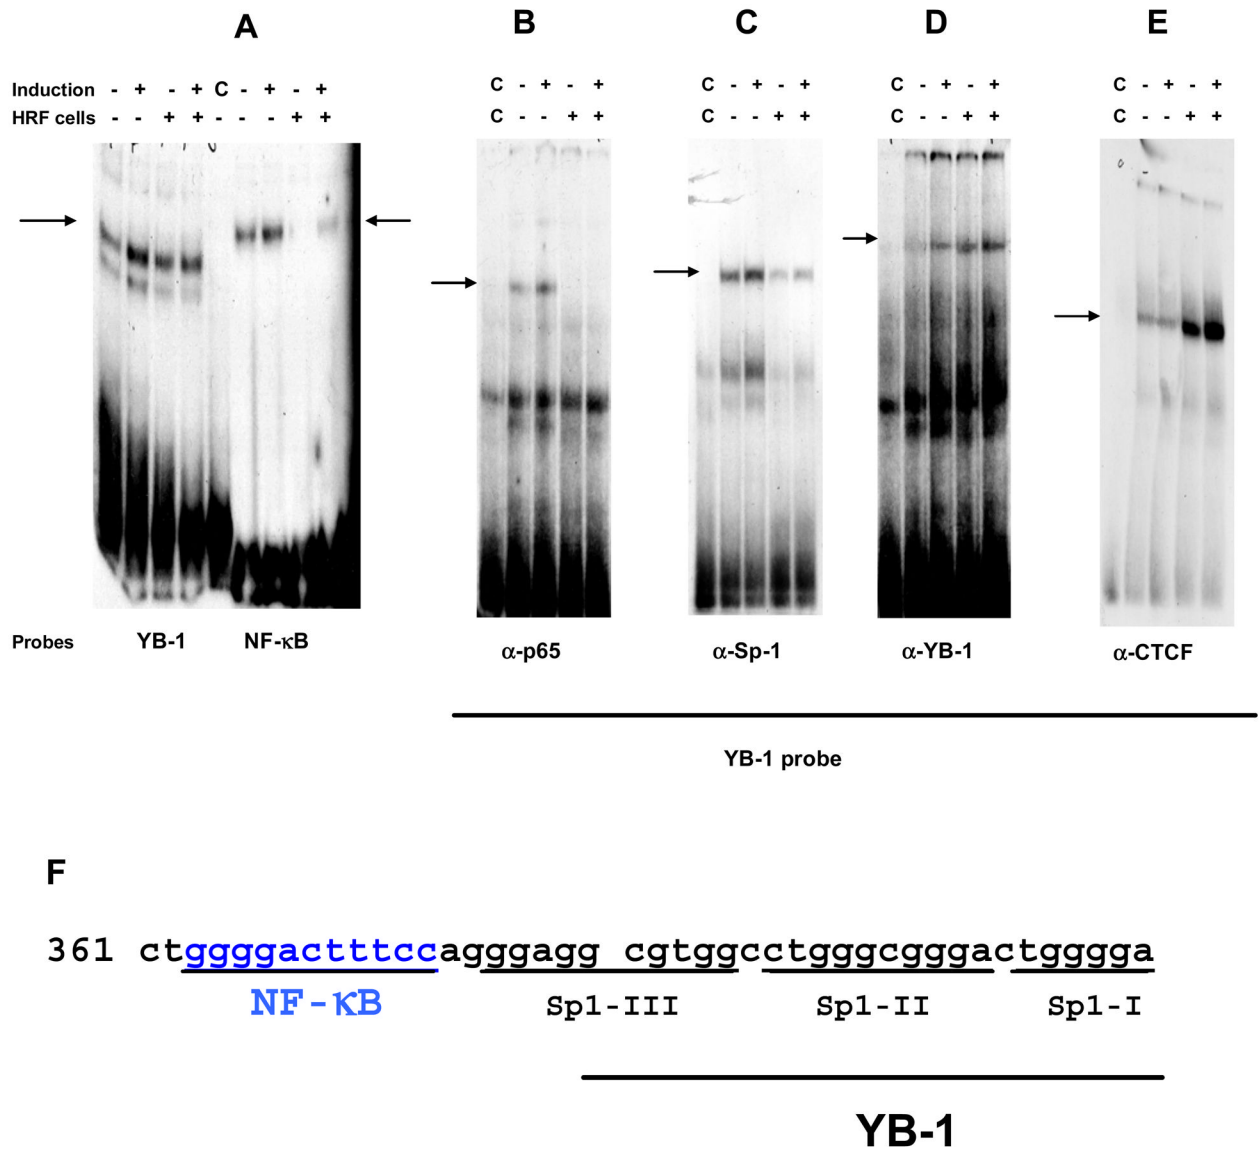 A B C D E
Induction - + - + C - + - + C - + - + C - + - + C - + - + C - + - +
HRF cells - - + + - - + + C - - + + C - - + + C - - + + C - - + +
Probes YB-1 NF-κB α-p65 α-Sp-1 α-YB-1 α-CTCF
YB-1 probe
F
361 ctggggactttccagggagg cgtggcctgggcgggactgggga
NF-κB Sp1-III Sp1-II Sp1-I
YB-1